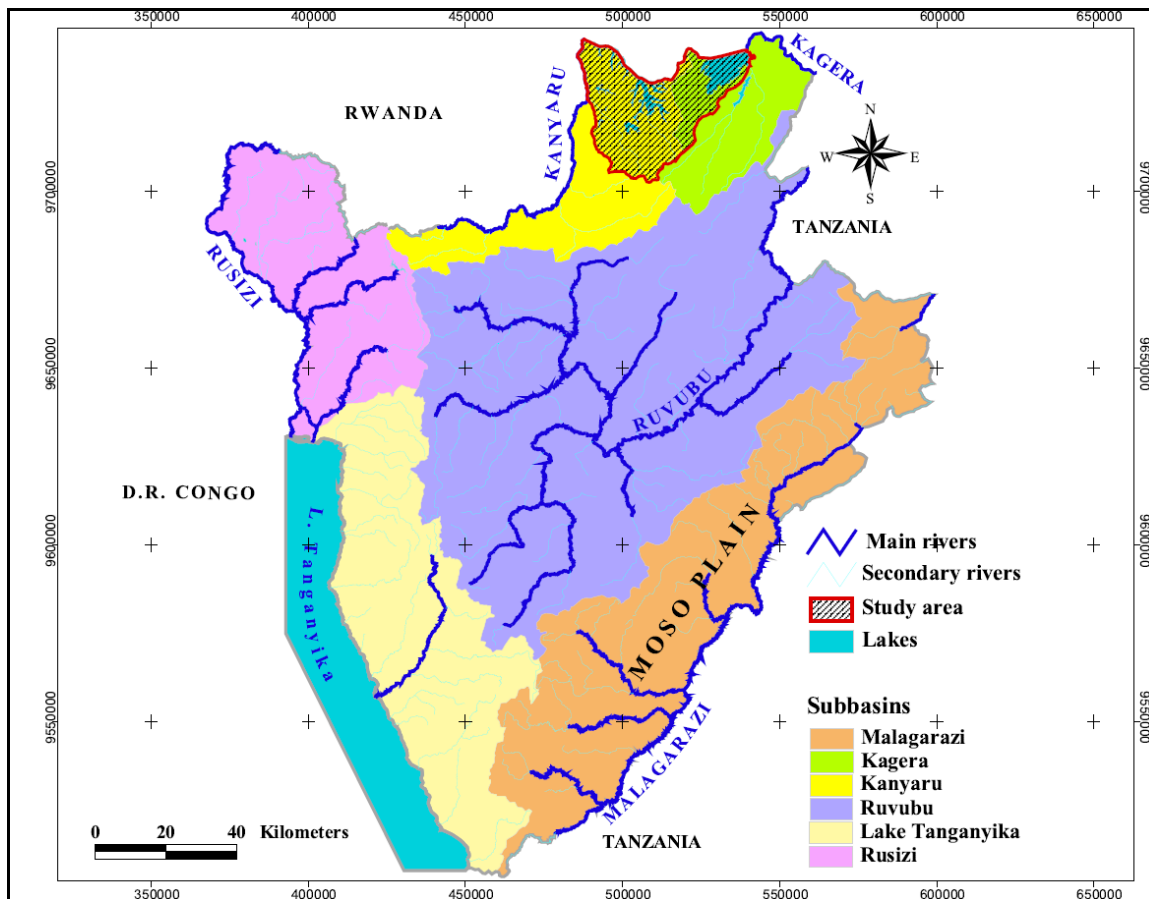 350000 400000 450000 500000 550000 600000 650000
KAGERA
KANYARU
RWANDA
N
W E
S
9700000 9700000
TANZANIA
RUSIZI
9650000 9650000
RUVUBU
D.R. CONGO
L. Tanganyika
9600000 9600000
MOSO PLAIN
Main rivers
Secondary rivers
Study area
Lakes
9550000 9550000
Subbasins
Malagarazi
Kagera
Kanyaru
Ruvubu
Lake Tanganyika
Rusizi
MALAGARAZI
TANZANIA
0 20 40 Kilometers
350000 400000 450000 500000 550000 600000 650000